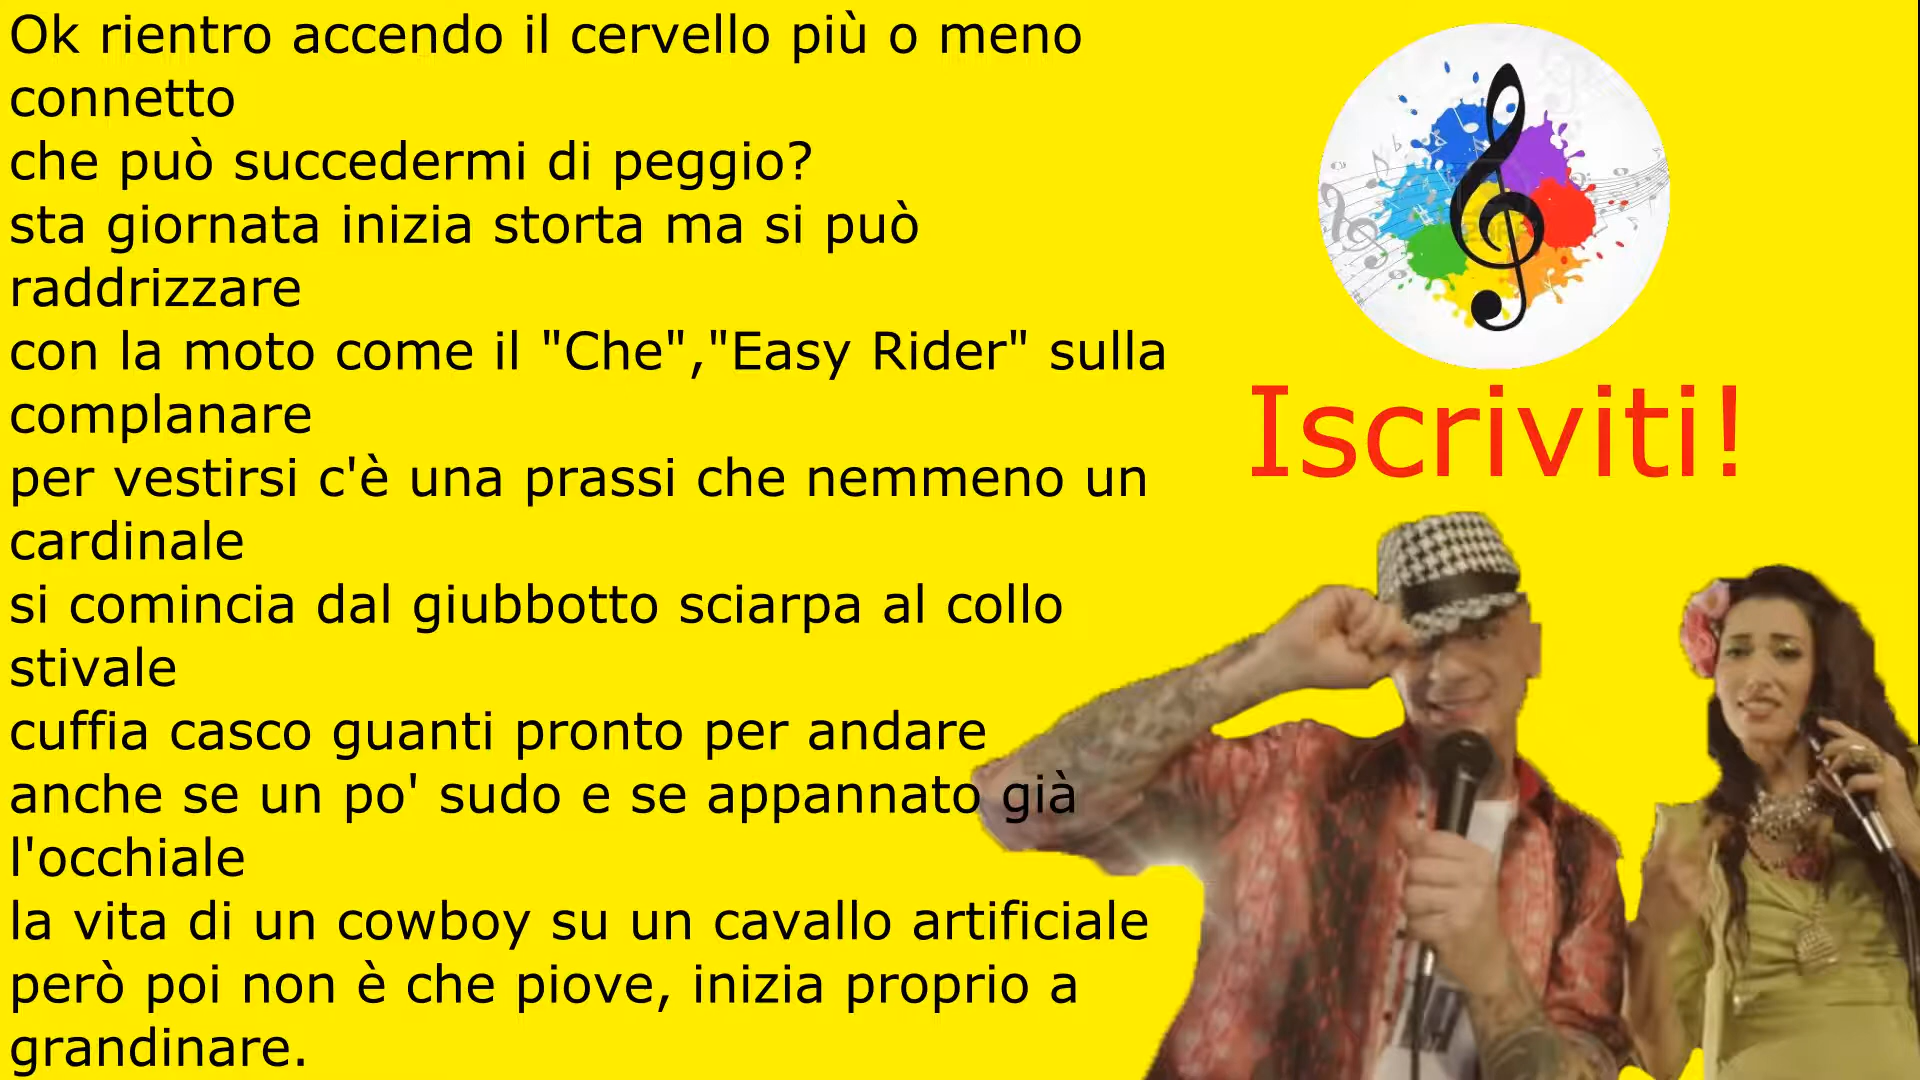 Ok rientro accendo il cervello più o meno
connetto
che può succedermi di peggio?
sta giornata inizia storta ma si può
raddrizzare
con la moto come il "Che","Easy Rider" sulla
complanare
per vestirsi c'è una prassi che nemmeno un
cardinale
si comincia dal giubbotto sciarpa al collo
stivale
cuffia casco guanti pronto per andare
anche se un po' sudo e se appannato già
l'occhiale
la vita di un cowboy su un cavallo artificiale
però poi non è che piove, inizia proprio a
grandinare.
Iscriviti!